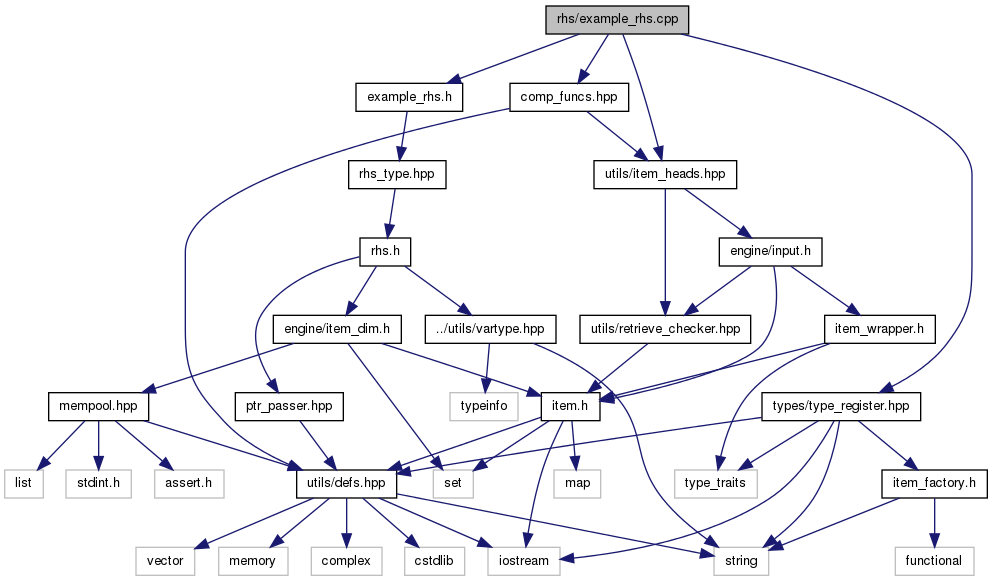 rhs/example_rhs.cpp
example_rhs.h
comp_funcs.hpp
rhs_type.hpp
utils/item_heads.hpp
rhs.h
engine/input.h
engine/item_dim.h
../utils/vartype.hpp
utils/retrieve_checker.hpp
item_wrapper.h
mempool.hpp
ptr_passer.hpp
typeinfo
item.h
types/type_register.hpp
list
stdint.h
assert.h
utils/defs.hpp
set
map
type_traits
item_factory.h
vector
memory
complex
cstdlib
iostream
string
functional